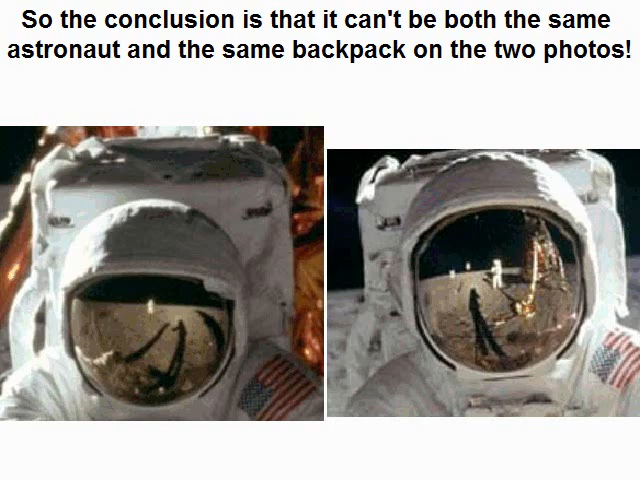 So the conclusion is that it can't be both the same
astronaut and the same backpack on the two photos!